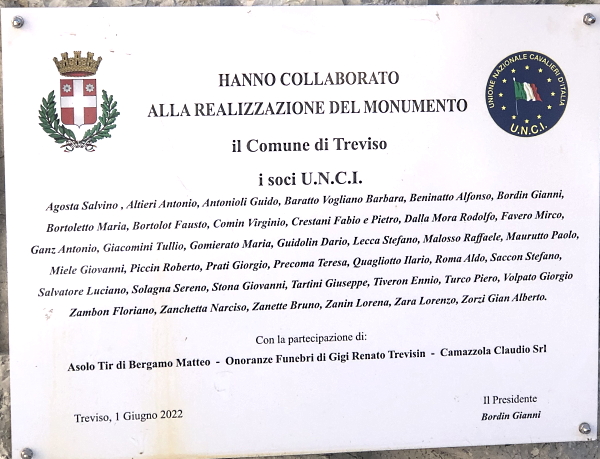 HANNO COLLABORATO
ALLA REALIZZAZIONE DEL MONUMENTO
UNIONE NAZIONALE CAVALIERI D'ITALIA
U.N.C.I.
il Comune di Treviso
i soci U.N.C.I.
Agosta Salvino , Altieri Antonio, Antonioli Guido, Baratto Vogliano Barbara, Beninatto Alfonso, Bordin Gianni,
Bortoletto Maria, Bortolot Fausto, Comin Virginio, Crestani Fabio e Pietro, Dalla Mora Rodolfo, Favero Mirco,
Ganz Antonio, Giacomini Tullio, Gomierato Maria, Guidolin Dario, Lecca Stefano, Malosso Raffaele, Maurutto Paolo,
Miele Giovanni, Piccin Roberto, Prati Giorgio, Precoma Teresa, Quagliotto Ilario, Roma Aldo, Saccon Stefano,
Salvatore Luciano, Solagna Sereno, Stona Giovanni, Tartini Giuseppe, Tiveron Ennio, Turco Piero, Volpato Giorgio
Zambon Floriano, Zanchetta Narciso, Zanette Bruno, Zanin Lorena, Zara Lorenzo, Zorzi Gian Alberto.
Con la partecipazione di:
Asolo Tir di Bergamo Matteo - Onoranze Funebri di Gigi Renato Trevisin - Camazzola Claudio Srl
Treviso, 1 Giugno 2022
Il Presidente
Bordin Gianni